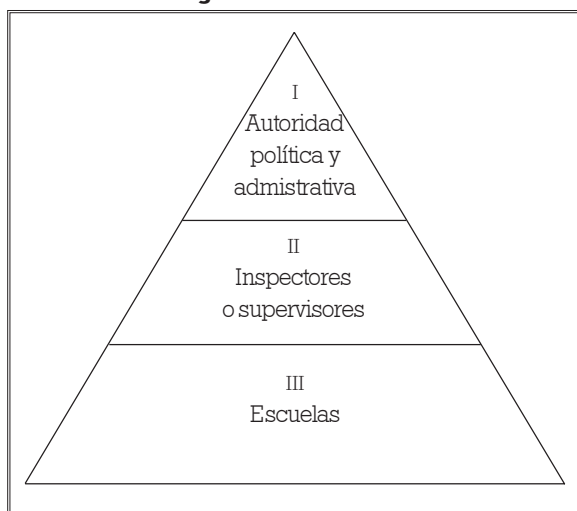 I
Autoridad
política y
admistrativa
II
Inspectores
o supervisores
III
Escuelas